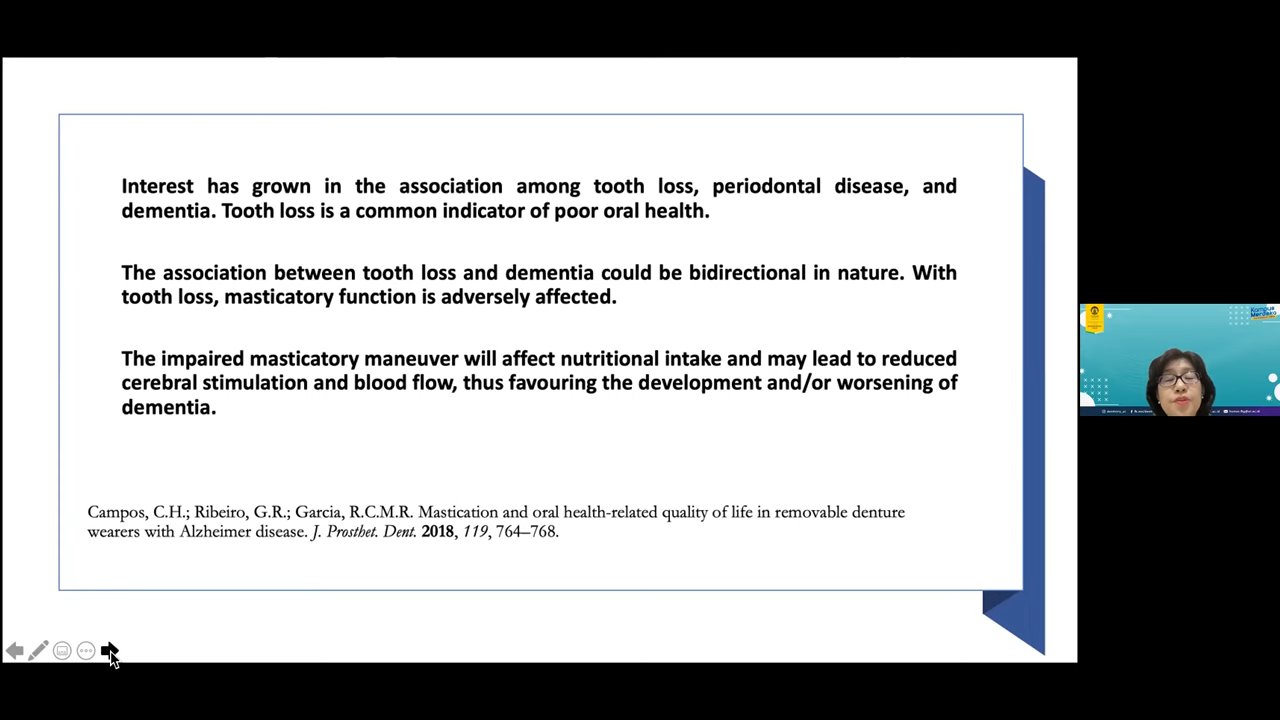 Interest has grown in the association among tooth loss, periodontal disease, and
dementia. Tooth loss is a common indicator of poor oral health.
The association between tooth loss and dementia could be bidirectional in nature. With
tooth loss, masticatory function is adversely affected.
The impaired masticatory maneuver will affect nutritional intake and may lead to reduced
cerebral stimulation and blood flow, thus favouring the development and/or worsening of
dementia.
Campos, C.H.; Ribeiro, G.R.; Garcia, R.C.M.R. Mastication and oral health-related quality of life in removable denture
wearers with Alzheimer disease. J. Prosthet. Dent. 2018, 119, 764–768.
Kampus
Merdeka